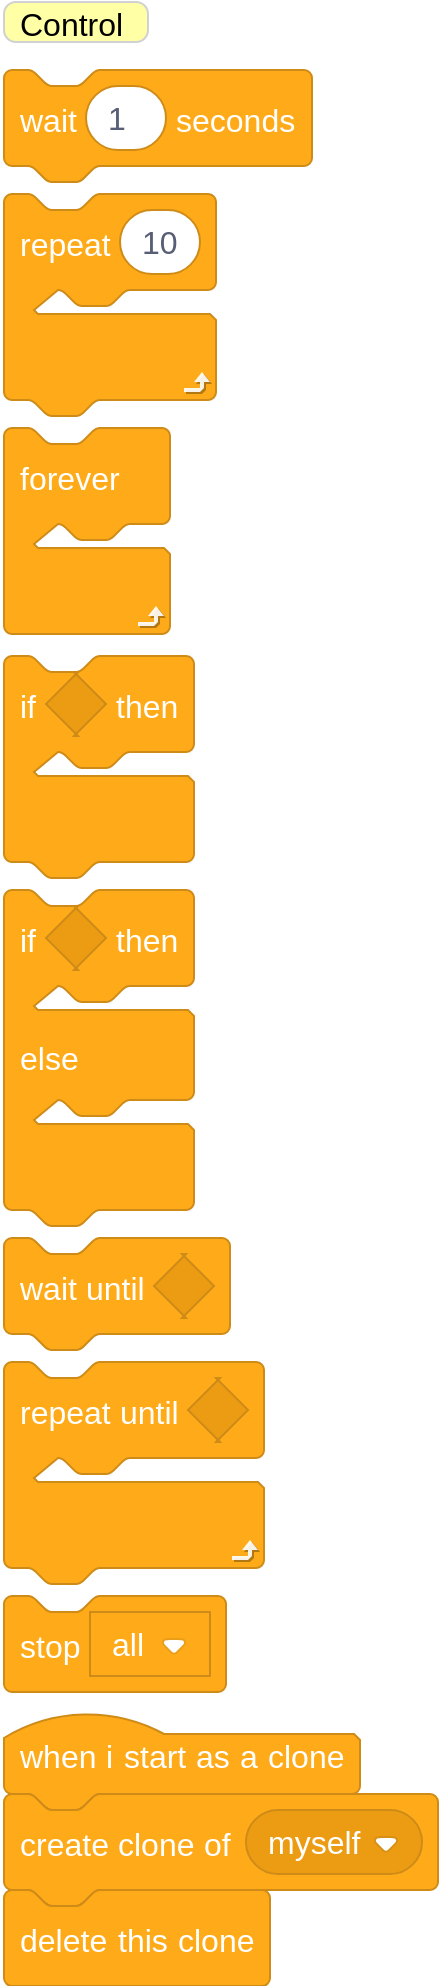 Control
wait 1 seconds
repeat 10
forever
if then
if then
else
wait until
repeat until
stop all
when i start as a clone
create clone of myself
delete this clone